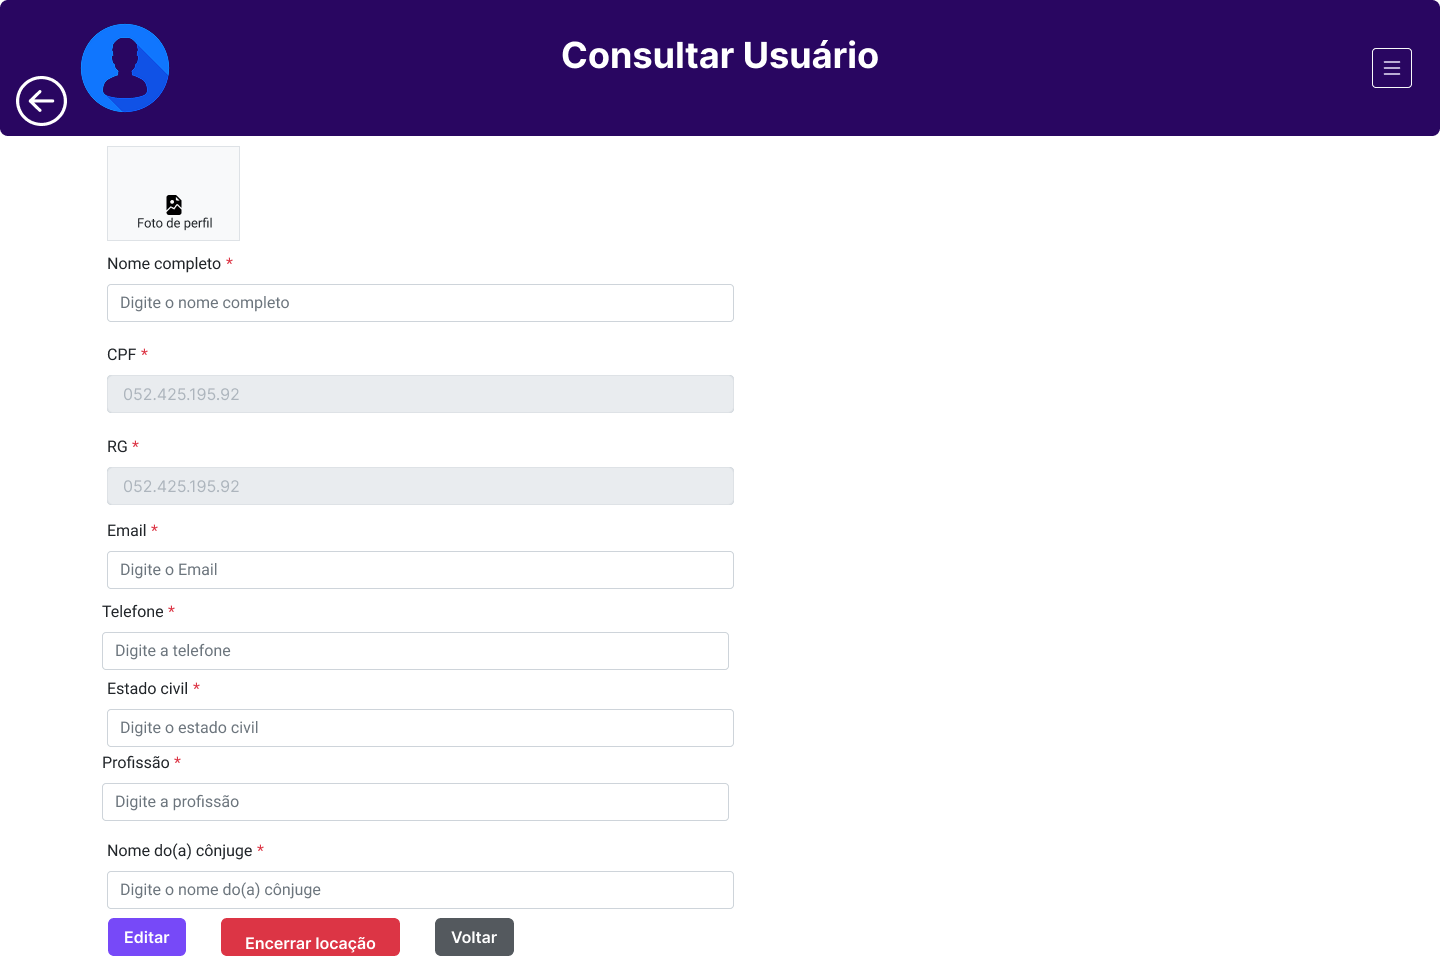 Consultar Usuário
Foto de perfil
Nome completo *
Digite o nome completo
CPF *
052.425.195.92
RG *
052.425.195.92
Email *
Digite o Email
Telefone *
Digite a telefone
Estado civil *
Digite o estado civil
Profissão *
Digite a profissão
Nome do(a) cônjuge *
Digite o nome do(a) cônjuge
Editar
Encerrar locação
Voltar